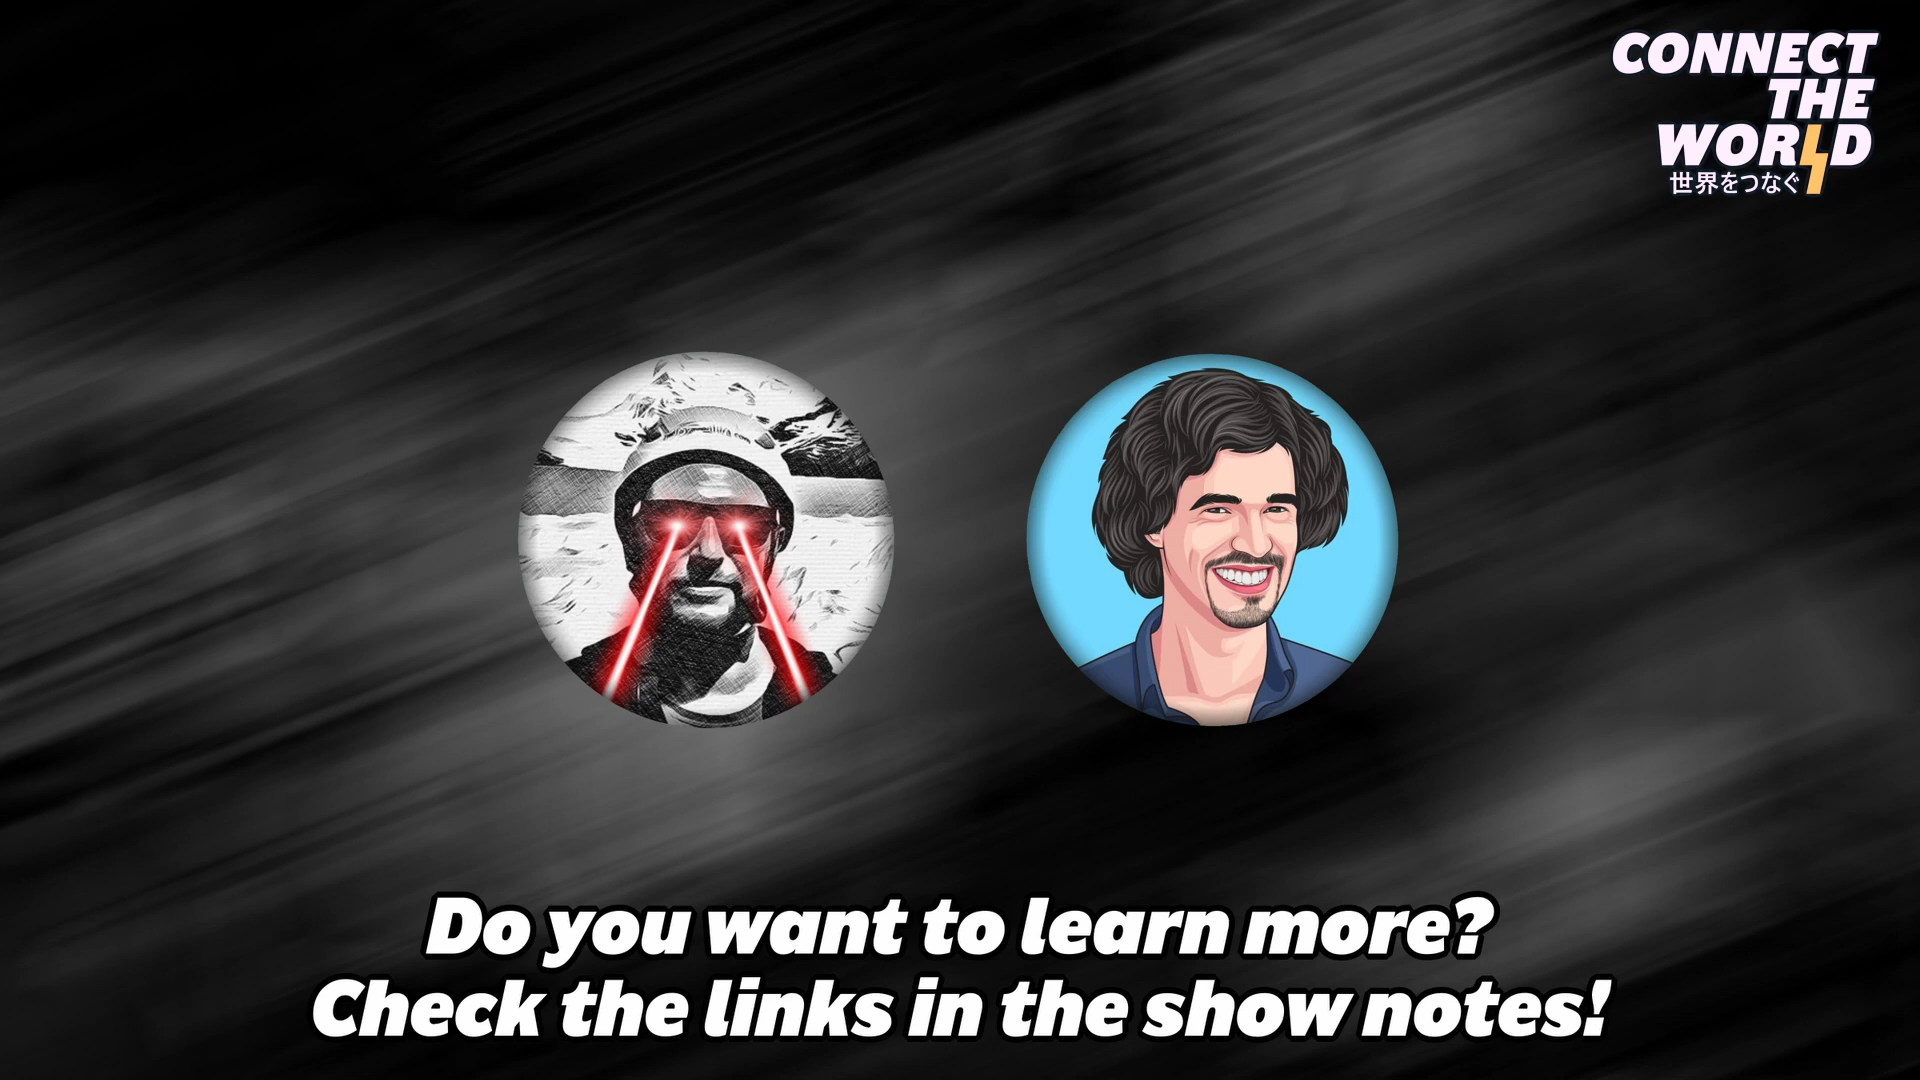 CONNECT
THE
WORLD
世界をつなぐ
Do you want to learn more?
Check the links in the show notes!